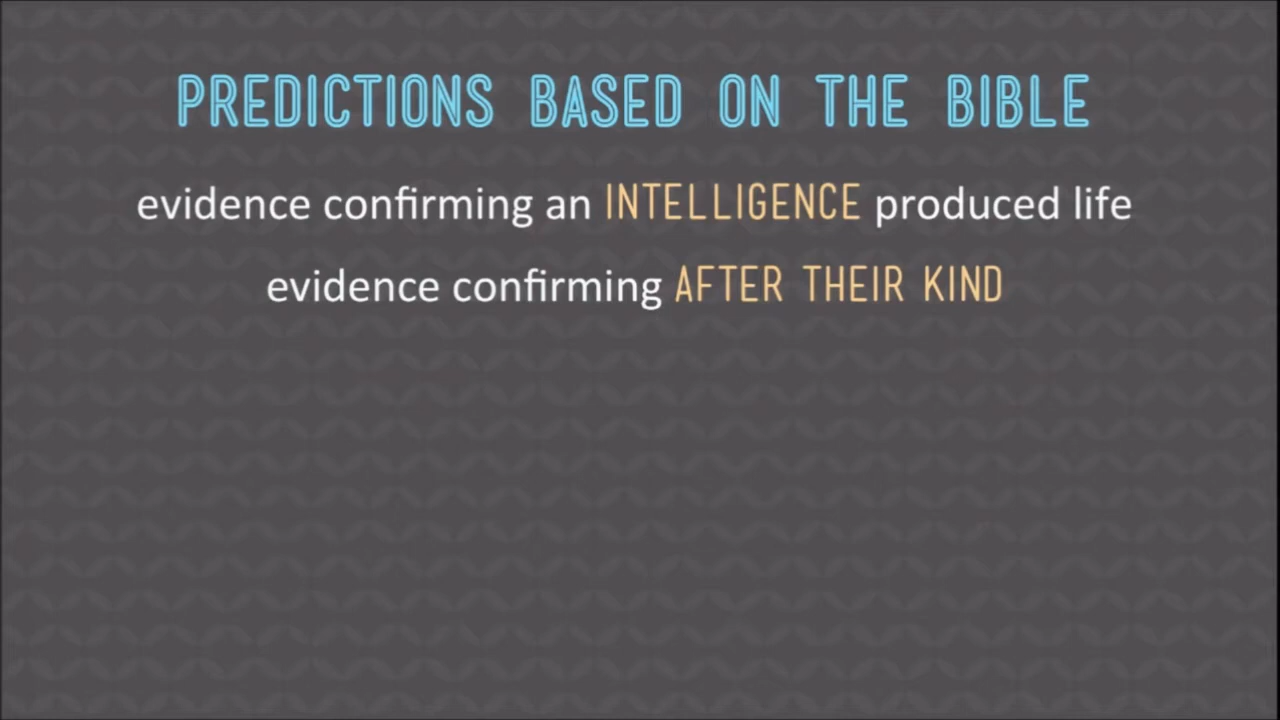 PREDICTIONS BASED ON THE BIBLE
evidence confirming an INTELLIGENCE produced life
evidence confirming AFTER THEIR KIND